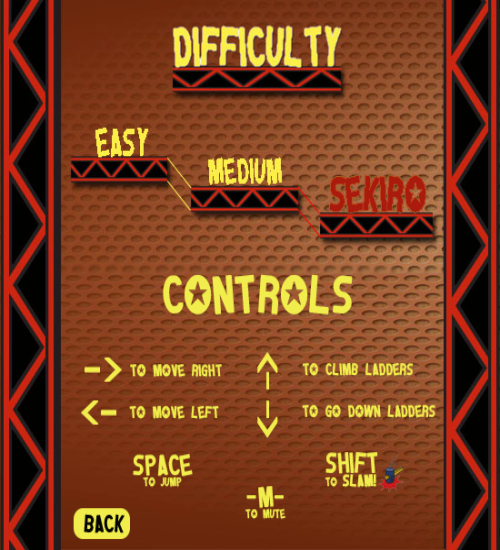 DIFFICULTY
EASY
MEDIUM
SEKIRO
CONTROLS
TO MOVE RIGHT
TO CLIMB LADDERS
TO MOVE LEFT
TO GO DOWN LADDERS
SPACE
TO JUMP
SHIFT
TO SLAM!
-M-
TO MUTE
BACK